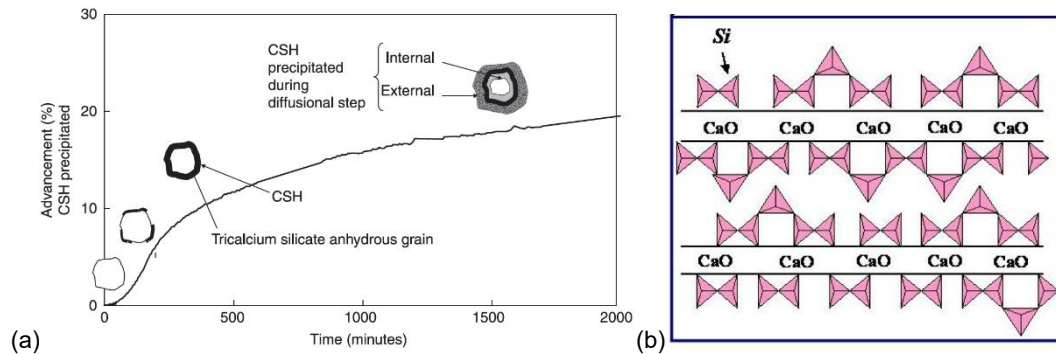 30
20
10
0
Advancement (%)
CSH precipitated
CSH
precipitated
during
diffusional step
Internal
External
CSH
Tricalcium silicate anhydrous grain
0
500
1000
1500
2000
Time (minutes)
(a)
Si
CaO CaO CaO CaO CaO
CaO CaO CaO CaO CaO
(b)